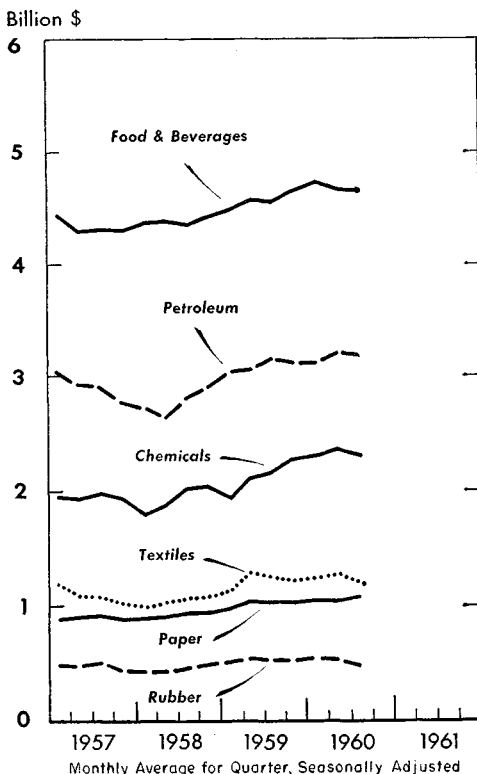 Billion $
6
Food & Beverages
5
4
Petroleum
3
Chemicals
2
Textiles
1
Paper
Rubber
0
1957 1958 1959 1960 1961
Monthly Average for Quarter, Seasonally Adjusted